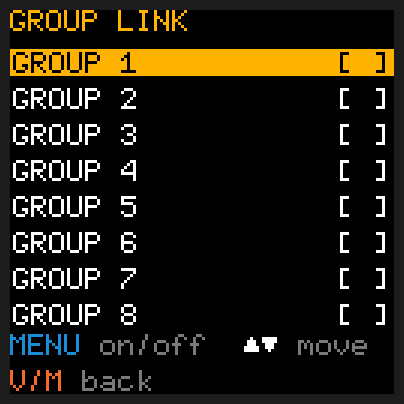 GROUP LINK
GROUP 1 [ ]
GROUP 2 [ ]
GROUP 3 [ ]
GROUP 4 [ ]
GROUP 5 [ ]
GROUP 6 [ ]
GROUP 7 [ ]
GROUP 8 [ ]
MENU on/off ▲▼ move
V/M back